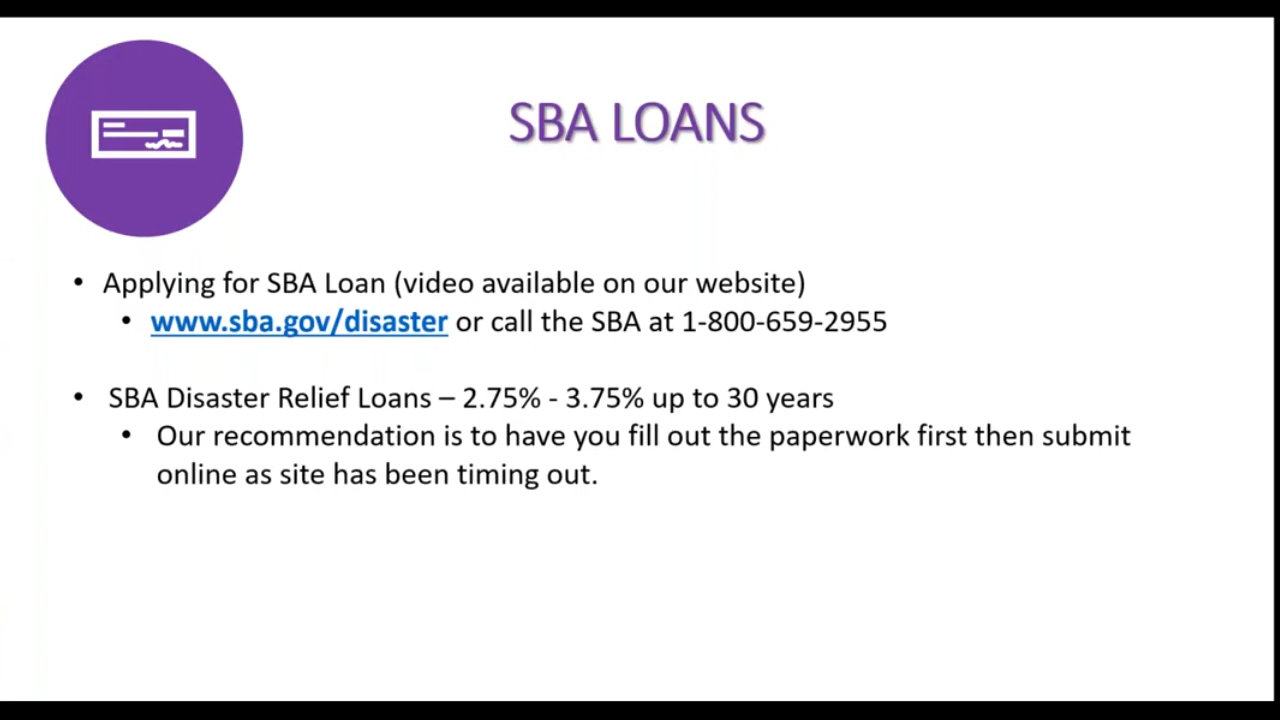 SBA LOANS
• Applying for SBA Loan (video available on our website)
• www.sba.gov/disaster or call the SBA at 1-800-659-2955
• SBA Disaster Relief Loans – 2.75% - 3.75% up to 30 years
• Our recommendation is to have you fill out the paperwork first then submit
online as site has been timing out.